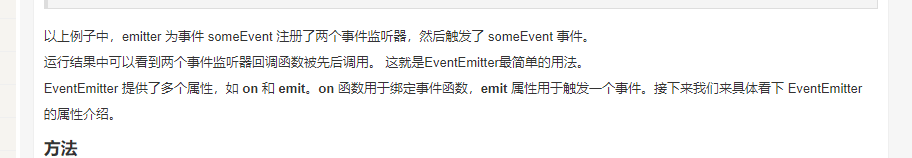 以上例子中，emitter 为事件 someEvent 注册了两个事件监听器，然后触发了 someEvent 事件。
运行结果中可以看到两个事件监听器回调函数被先后调用。 这就是EventEmitter最简单的用法。
EventEmitter 提供了多个属性，如 on 和 emit。on 函数用于绑定事件函数，emit 属性用于触发一个事件。接下来我们来具体看下 EventEmitter
的属性介绍。
方法